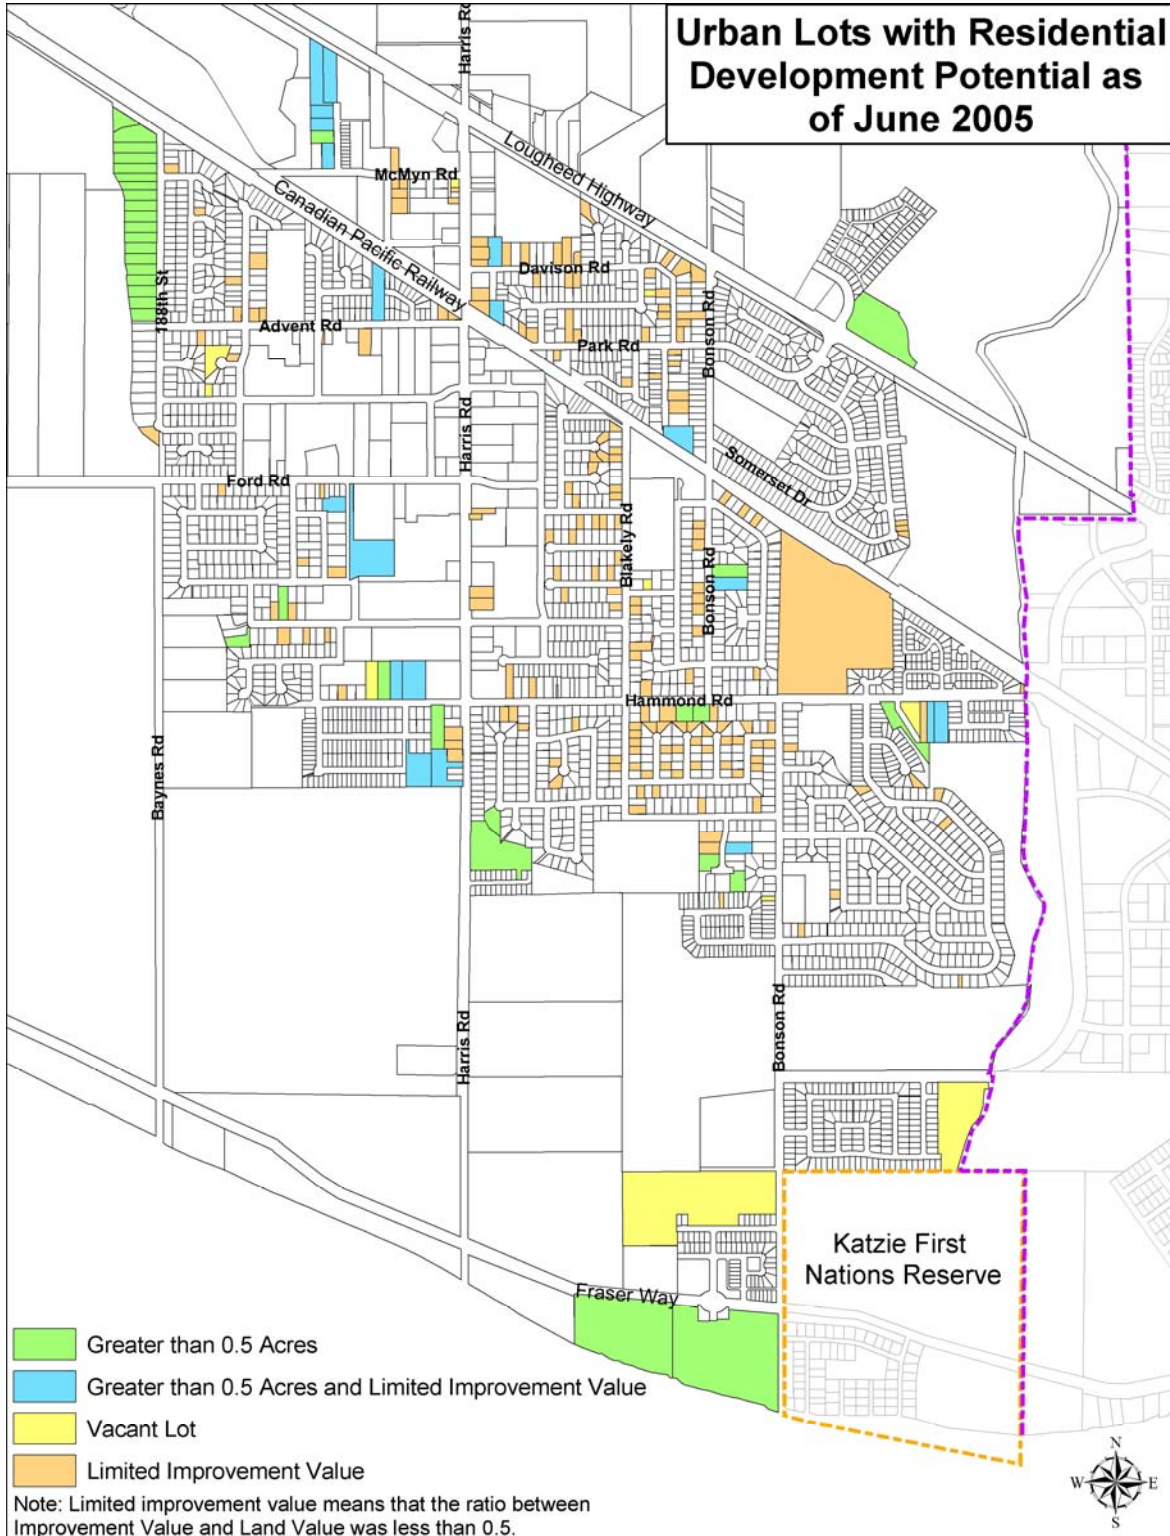 Urban Lots with Residential
Development Potential as
of June 2005
Harris Rd
Lougheed Highway
McMyn Rd
Canadian Pacific Railway
Davison Rd
188th St
Advent Rd
Park Rd
Bonson Rd
Harris Rd
Somerset Dr
Ford Rd
Blakely Rd
Bonson Rd
Hammond Rd
Baynes Rd
Harris Rd
Bonson Rd
Katzie First
Nations Reserve
Fraser Way
Greater than 0.5 Acres
Greater than 0.5 Acres and Limited Improvement Value
Vacant Lot
Limited Improvement Value
Note: Limited improvement value means that the ratio between
Improvement Value and Land Value was less than 0.5.
N
W
E
S